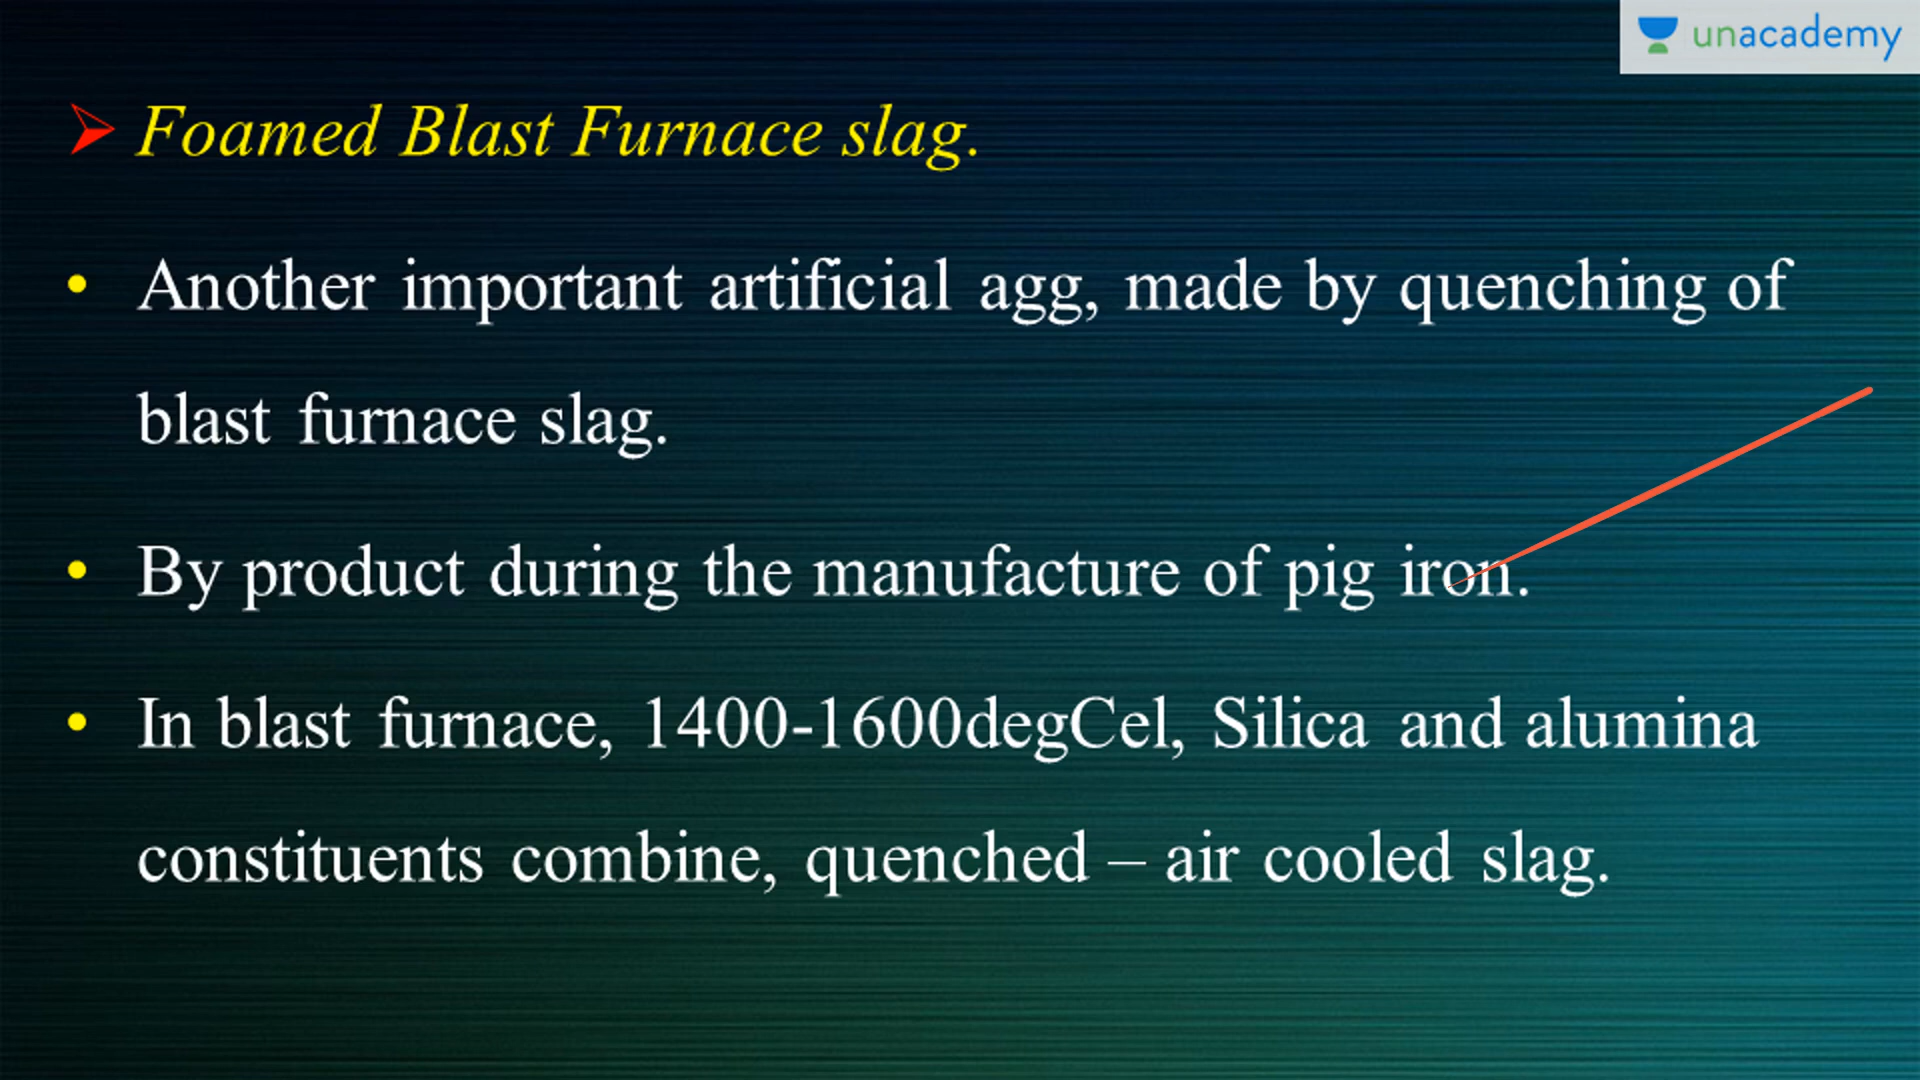 unacademy
Foamed Blast Furnace slag.
Another important artificial agg, made by quenching of
blast furnace slag.
By product during the manufacture of pig iron.
In blast furnace, 1400-1600degCel, Silica and alumina
constituents combine, quenched – air cooled slag.